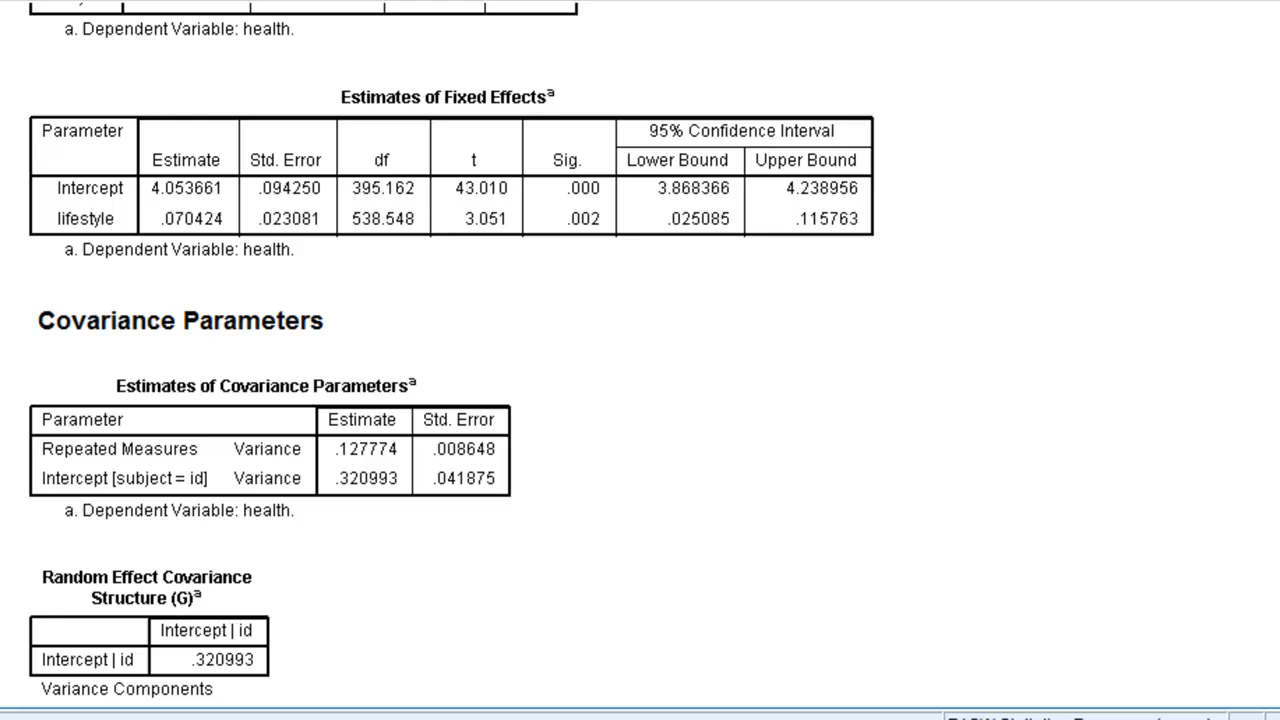 a. Dependent Variable: health.
Estimates of Fixed Effectsa
Parameter Estimate Std. Error df t Sig. 95% Confidence Interval
Lower Bound Upper Bound
Intercept 4.053661 .094250 395.162 43.010 .000 3.868366 4.238956
lifestyle .070424 .023081 538.548 3.051 .002 .025085 .115763
a. Dependent Variable: health.
Covariance Parameters
Estimates of Covariance Parametersa
Parameter Estimate Std. Error
Repeated Measures Variance .127774 .008648
Intercept [subject = id] Variance .320993 .041875
a. Dependent Variable: health.
Random Effect Covariance
Structure (G)a
Intercept | id
Intercept | id .320993
Variance Components